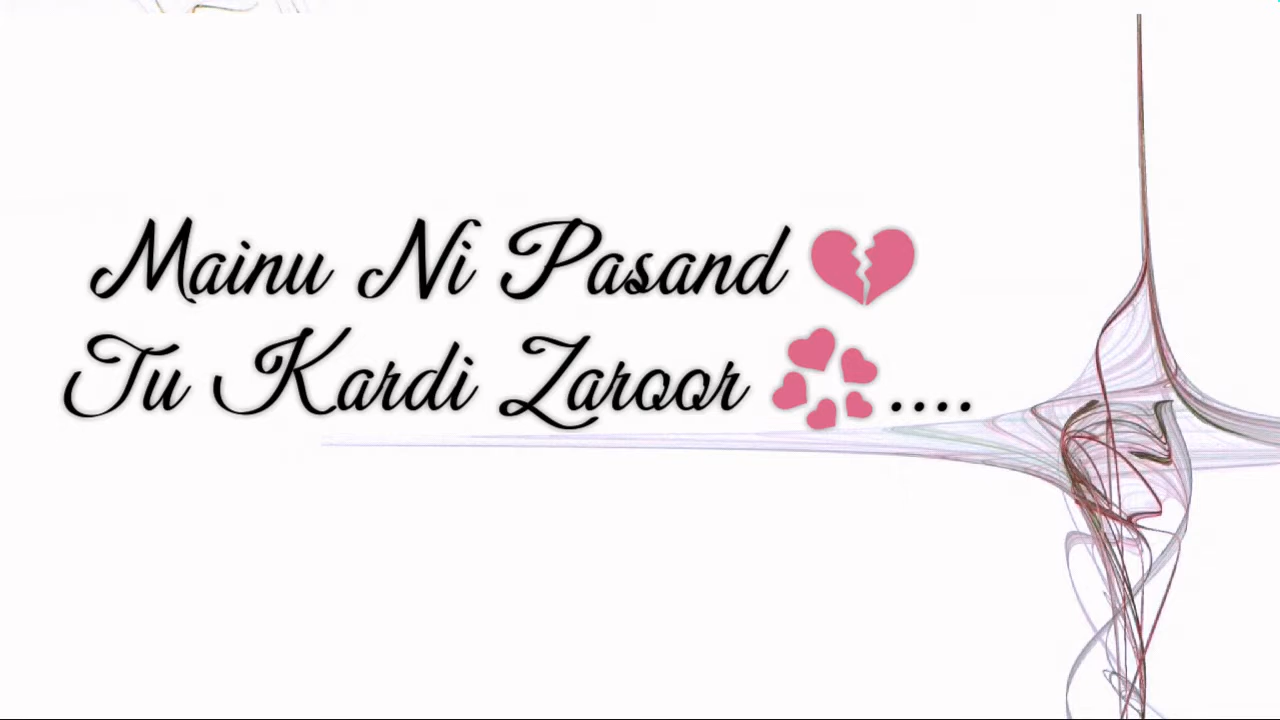 Mainu Ni Pasand 💔
Tu Kardi Zaroor 💞....